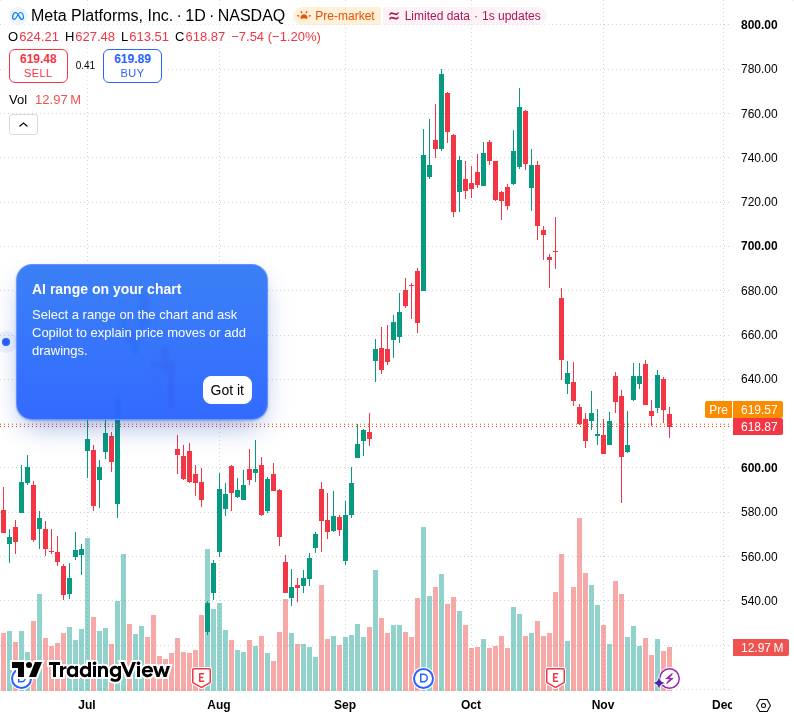 Meta Platforms, Inc. · 1D · NASDAQ Pre-market Limited data · 1s updates
O624.21 H627.48 L613.51 C618.87 −7.54 (−1.20%)
619.48 0.41 619.89
SELL BUY
Vol 12.97 M
800.00
780.00
760.00
740.00
720.00
700.00
680.00
660.00
640.00
Pre 619.57
618.87
600.00
580.00
560.00
540.00
12.97 M
AI range on your chart
Select a range on the chart and ask
Copilot to explain price moves or add
drawings.
Got it
TradingView
E
D
E
Jul Aug Sep Oct Nov Dec